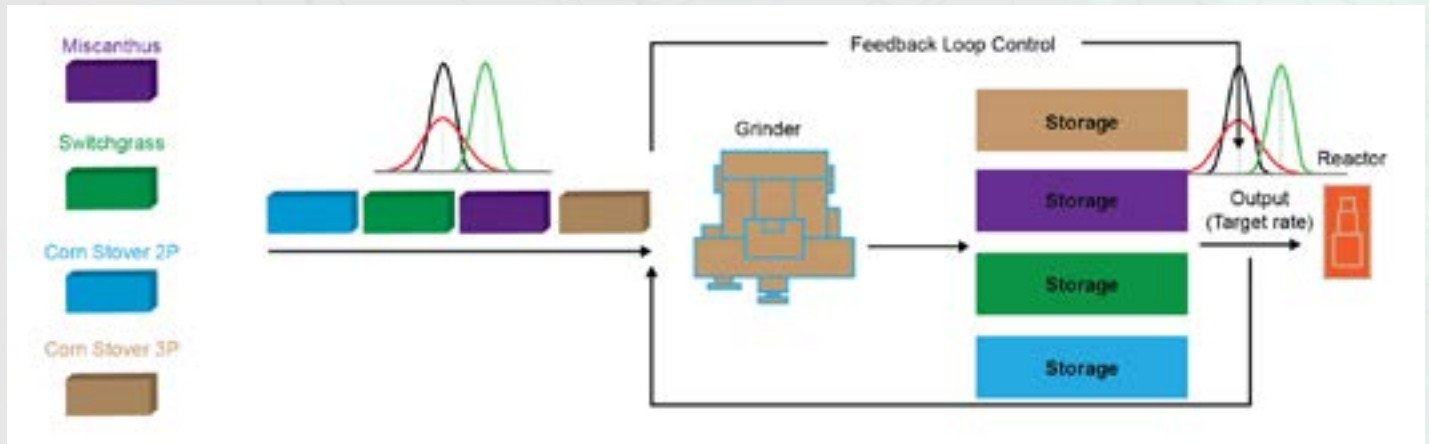 Miscanthus
Switchgrass
Corn Stover 2P
Corn Stover 3P
Feedback Loop Control
Grinder
Storage
Storage
Storage
Storage
Reactor
Output
(Target rate)